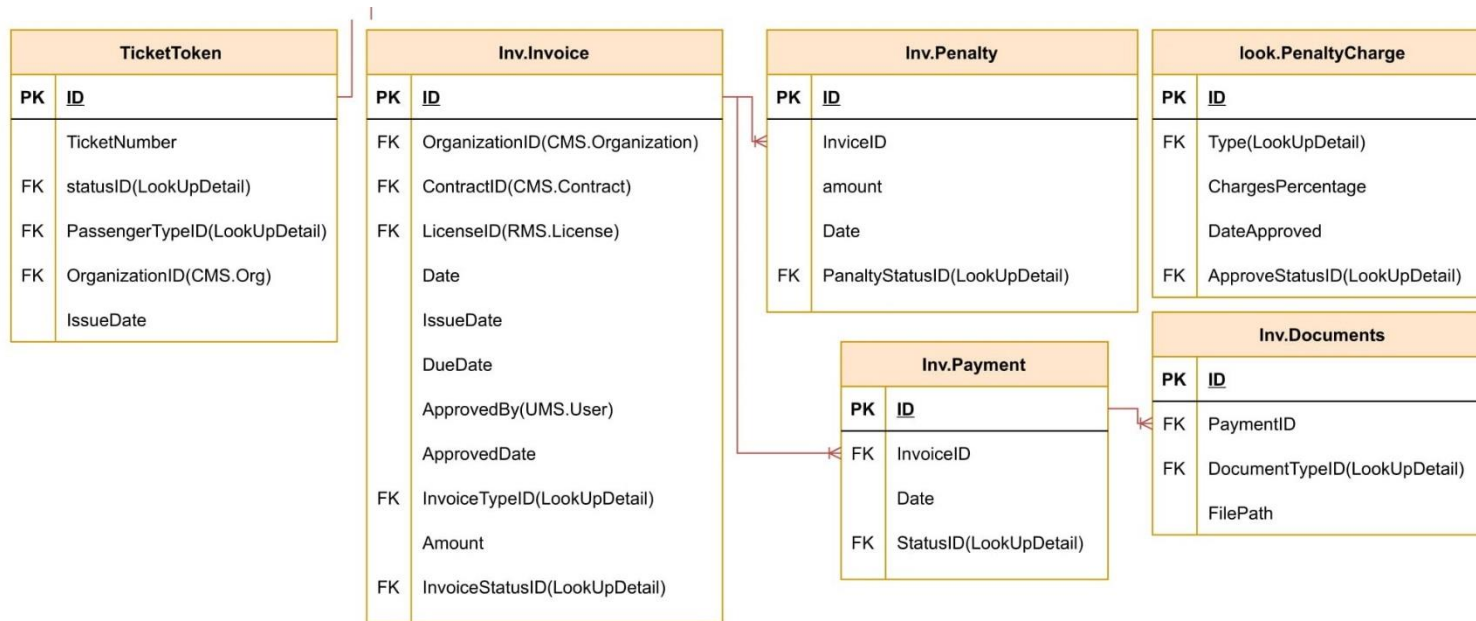 TicketToken
PK ID
TicketNumber
FK statusID(LookUpDetail)
FK PassengerTypeID(LookUpDetail)
FK OrganizationID(CMS.Org)
IssueDate
Inv.Invoice
PK ID
FK OrganizationID(CMS.Organization)
FK ContractID(CMS.Contract)
FK LicenseID(RMS.License)
Date
IssueDate
DueDate
ApprovedBy(UMS.User)
ApprovedDate
FK InvoiceTypeID(LookUpDetail)
Amount
FK InvoiceStatusID(LookUpDetail)
Inv.Penalty
PK ID
InviceID
amount
Date
FK PanaltyStatusID(LookUpDetail)
look.PenaltyCharge
PK ID
FK Type(LookUpDetail)
ChargesPercentage
DateApproved
FK ApproveStatusID(LookUpDetail)
Inv.Payment
PK ID
FK InvoiceID
Date
FK StatusID(LookUpDetail)
Inv.Documents
PK ID
FK PaymentID
FK DocumentTypeID(LookUpDetail)
FilePath